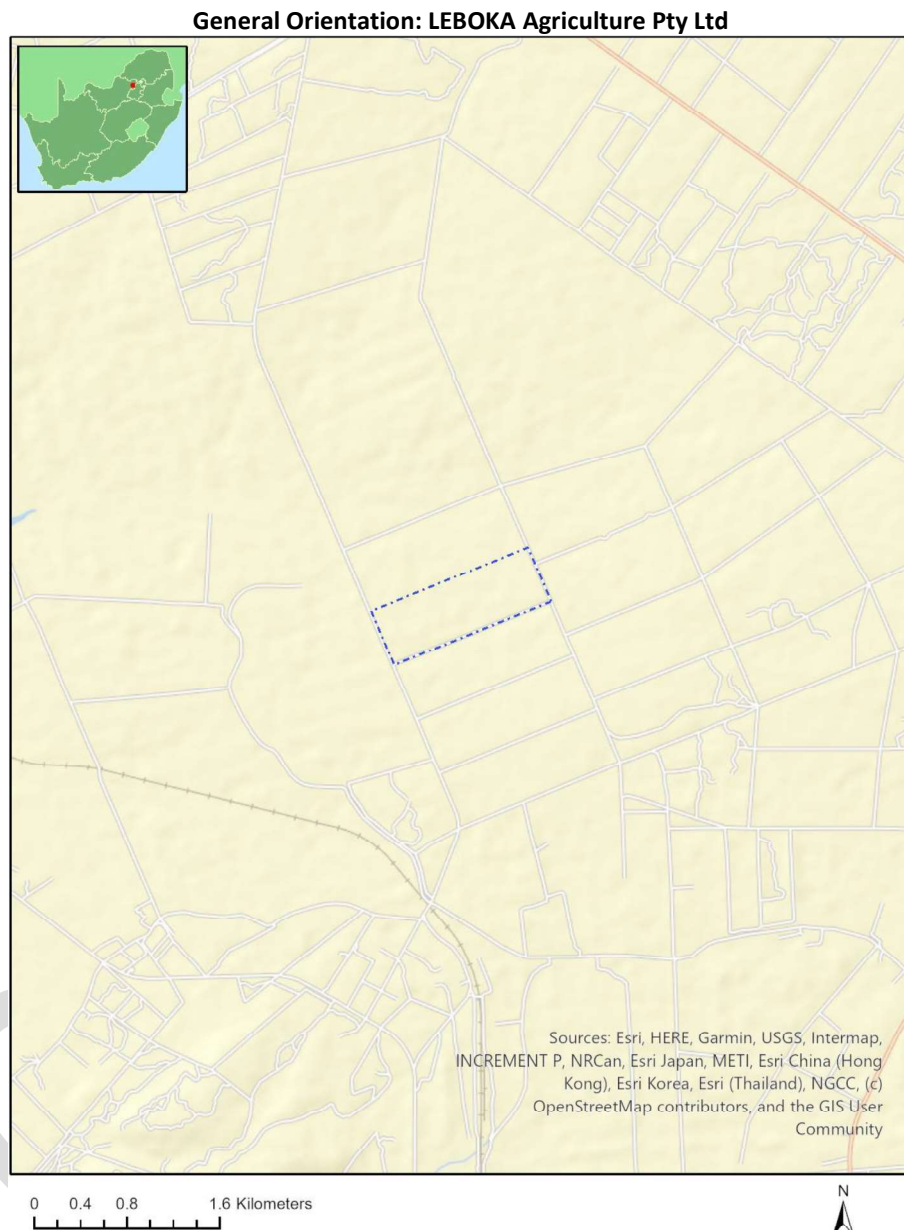 General Orientation: LEBOKA Agriculture Pty Ltd
Sources: Esri, HERE, Garmin, USGS, Intermap,
INCREMENT P, NRCan, Esri Japan, METI, Esri China (Hong
Kong), Esri Korea, Esri (Thailand), NGCC, (c)
OpenStreetMap contributors, and the GIS User
Community
0 0.4 0.8 1.6 Kilometers
N